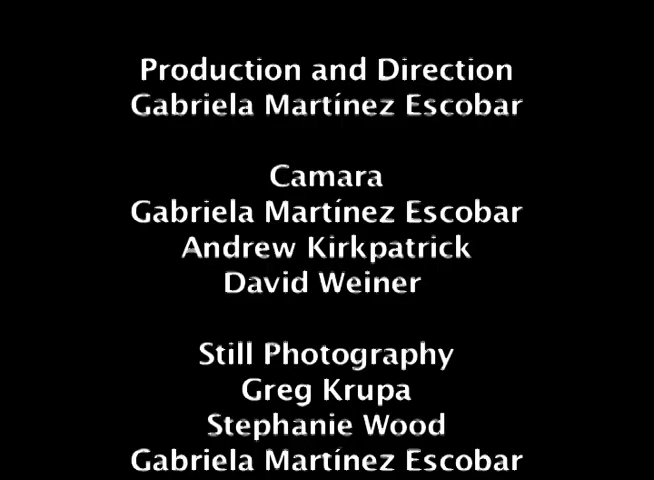 Production and Direction
Gabriela Martínez Escobar
Camara
Gabriela Martínez Escobar
Andrew Kirkpatrick
David Weiner
Still Photography
Greg Krupa
Stephanie Wood
Gabriela Martínez Escobar